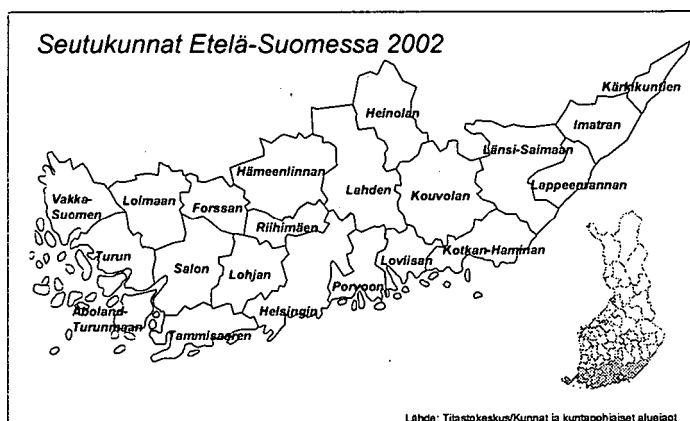 Seutukunnat Etelä-Suomessa 2002
Kärkikuntien
Heinolan
Imatran
Länsi-Saimaan
Hämeenlinnan
Lahden
Kouvolan
Lappeenrannan
Vakka-
Suomen
Loimaan
Forssan
Riihimäen
Turun
Salon
Lohjan
Loviisan
Kotkan-Haminan
Porvoon
Åboland-
Turunmaan
Helsingin
Tammisaaren
Lähde: Tilastokeskus/Kunnat ja kuntapohjaiset aluejaot